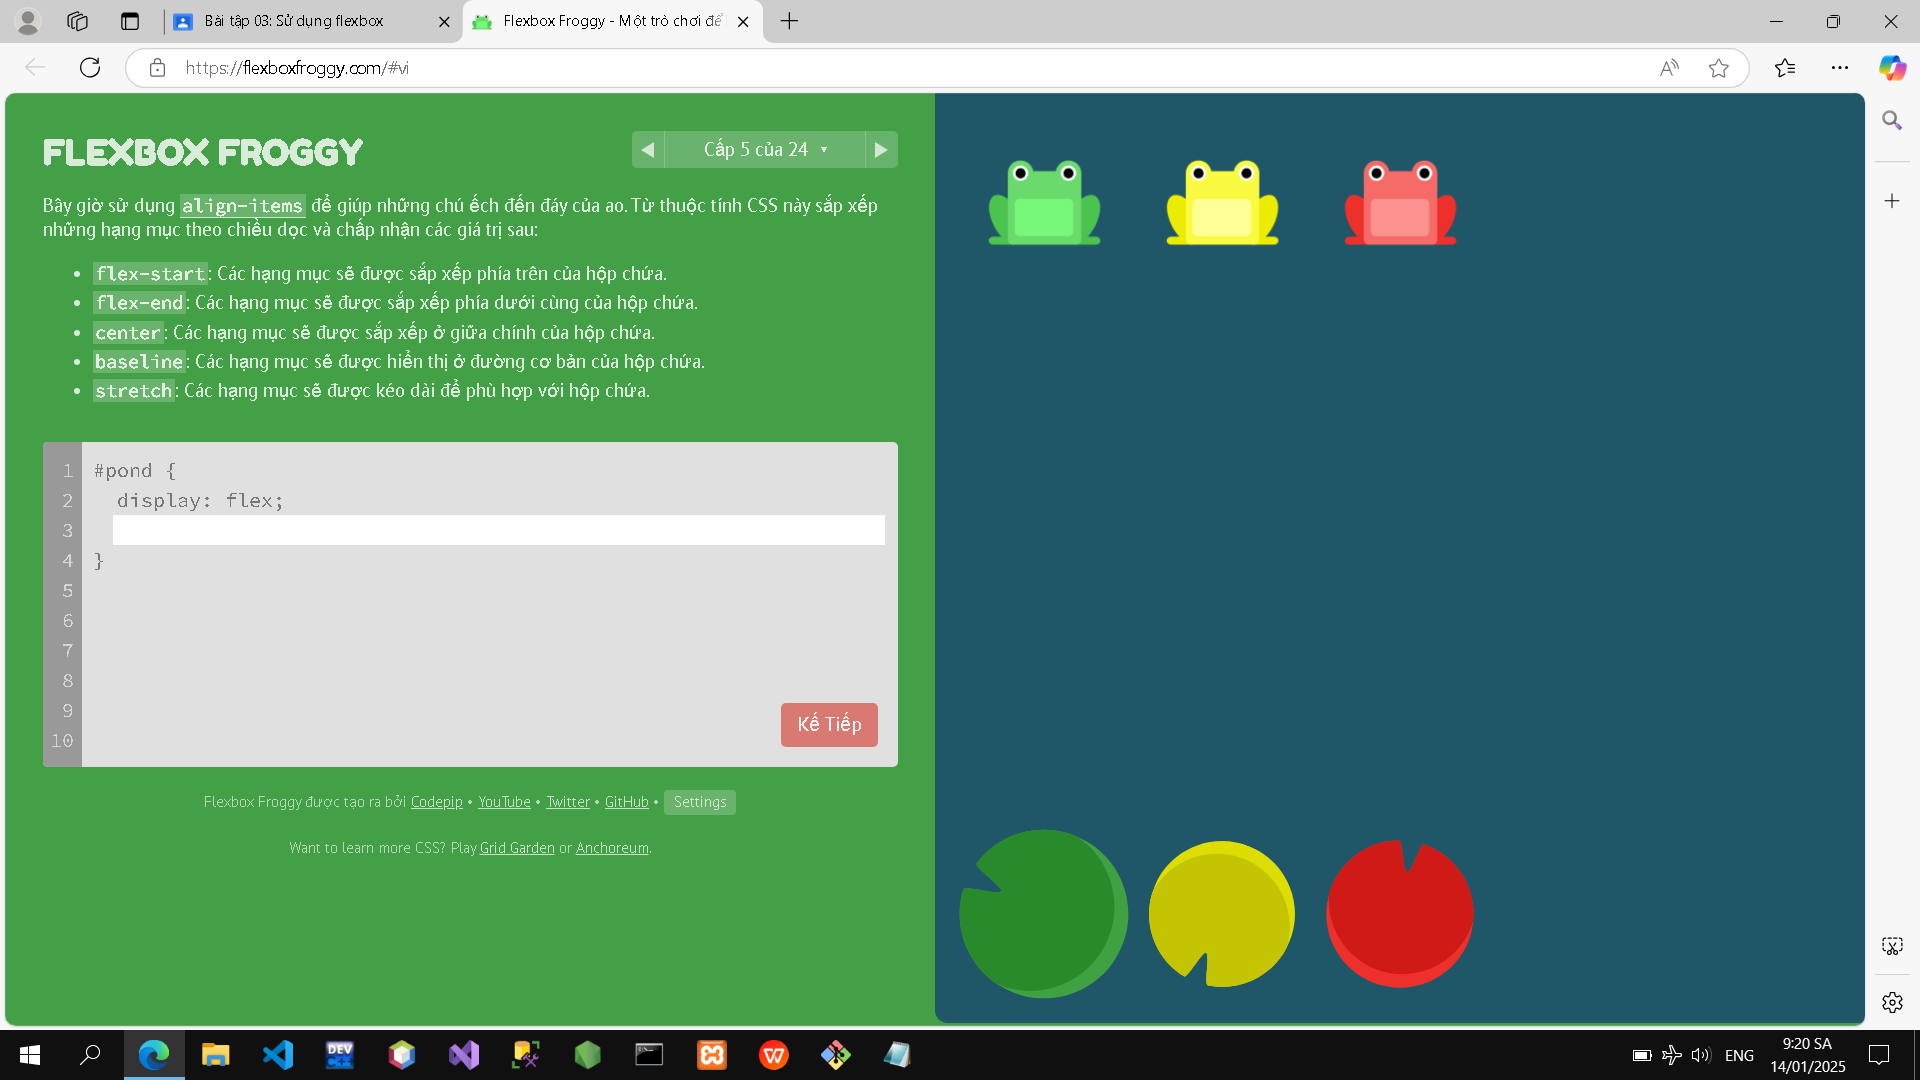 Bài tập 03: Sử dụng flexbox
Flexbox Froggy - Một trò chơi để
https://flexboxfroggy.com/#vi
FLEXBOX FROGGY
Cấp 5 của 24
Bây giờ sử dụng align-items để giúp những chú ếch đến đáy của ao. Từ thuộc tính CSS này sắp xếp
những hạng mục theo chiều dọc và chấp nhận các giá trị sau:
flex-start: Các hạng mục sẽ được sắp xếp phía trên của hộp chứa.
flex-end: Các hạng mục sẽ được sắp xếp phía dưới cùng của hộp chứa.
center: Các hạng mục sẽ được sắp xếp ở giữa chính của hộp chứa.
baseline: Các hạng mục sẽ được hiển thị ở đường cơ bản của hộp chứa.
stretch: Các hạng mục sẽ được kéo dài để phù hợp với hộp chứa.
1 #pond {
2 display: flex;
3
4 }
5
6
7
8
9
10
Kế Tiếp
Flexbox Froggy được tạo ra bởi Codepip • YouTube • Twitter • GitHub • Settings
Want to learn more CSS? Play Grid Garden or Anchoreum.
DEV
C++
ENG
9:20 SA
14/01/2025